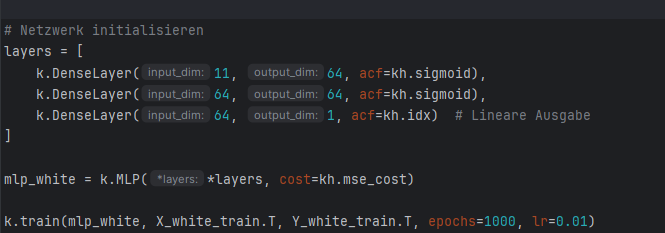 # Netzwerk initialisieren
layers = [
    k.DenseLayer( input_dim: 11, output_dim: 64, acf=kh.sigmoid),
    k.DenseLayer( input_dim: 64, output_dim: 64, acf=kh.sigmoid),
    k.DenseLayer( input_dim: 64, output_dim: 1, acf=kh.idx)  # Lineare Ausgabe
]
mlp_white = k.MLP( *layers: *layers, cost=kh.mse_cost)
k.train(mlp_white, X_white_train.T, Y_white_train.T, epochs=1000, lr=0.01)